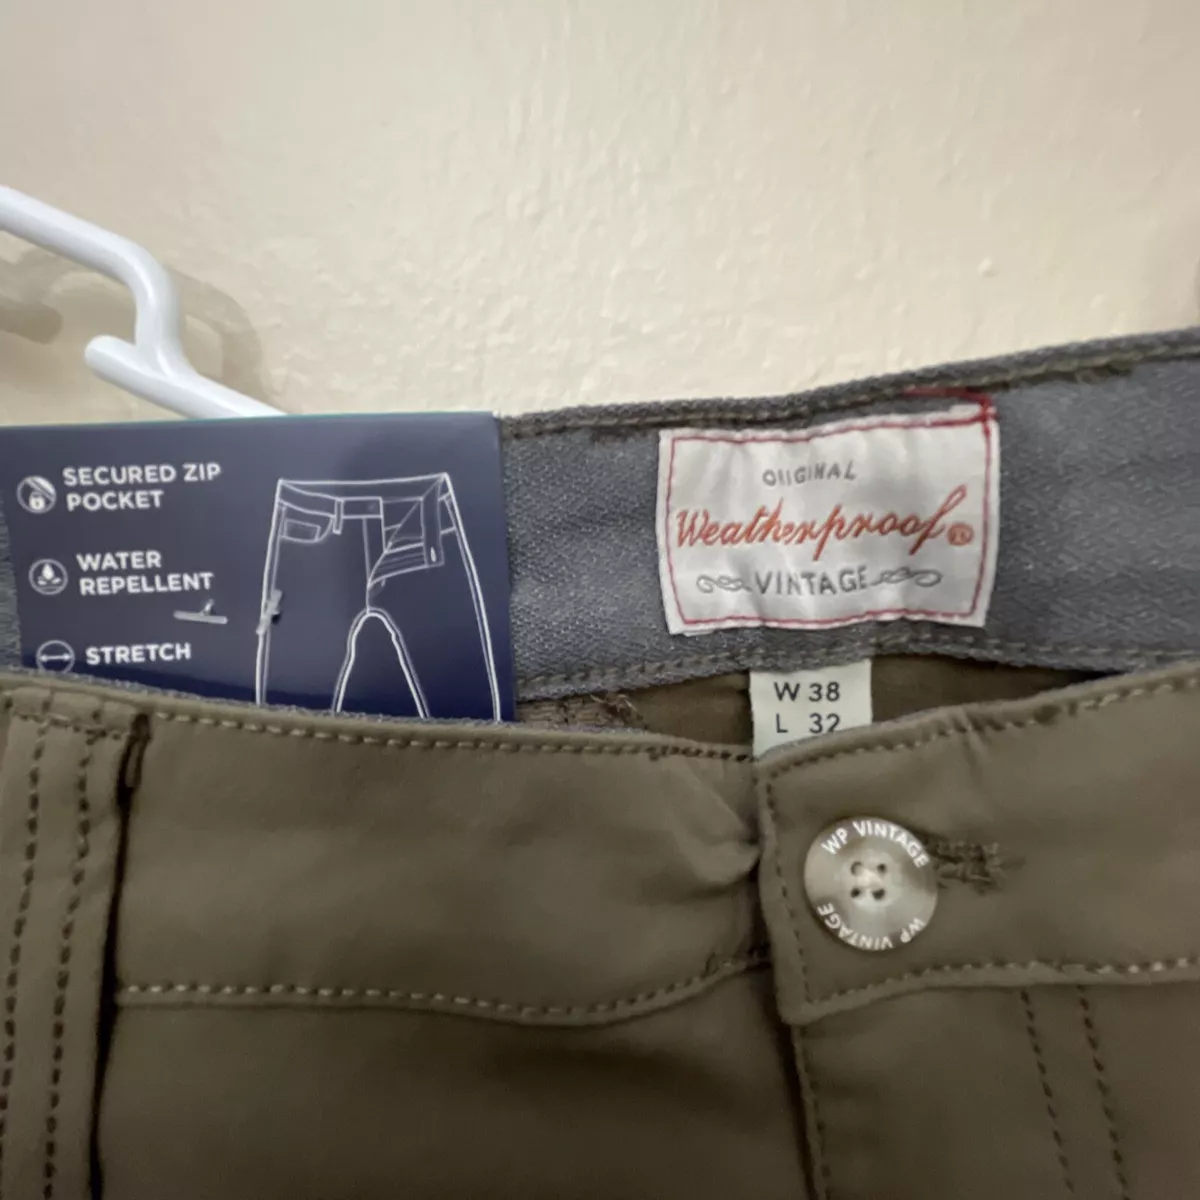 SECURED ZIP
POCKET
WATER
REPELLENT
STRETCH
ORIGINAL
Weatherproof®
VINTAGE
W 38
L 32
WP VINTAGE
WP VINTAGE